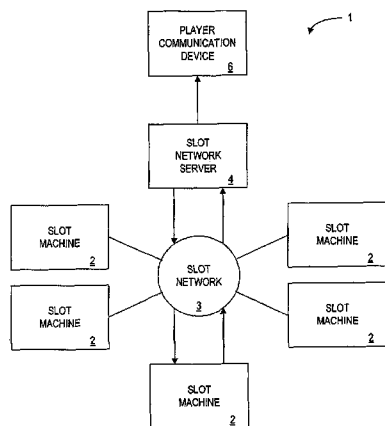 1
PLAYER
COMMUNICATION
DEVICE
6
SLOT
NETWORK
SERVER
4
SLOT
MACHINE
2
SLOT
MACHINE
2
SLOT
NETWORK
3
SLOT
MACHINE
2
SLOT
MACHINE
2
SLOT
MACHINE
2